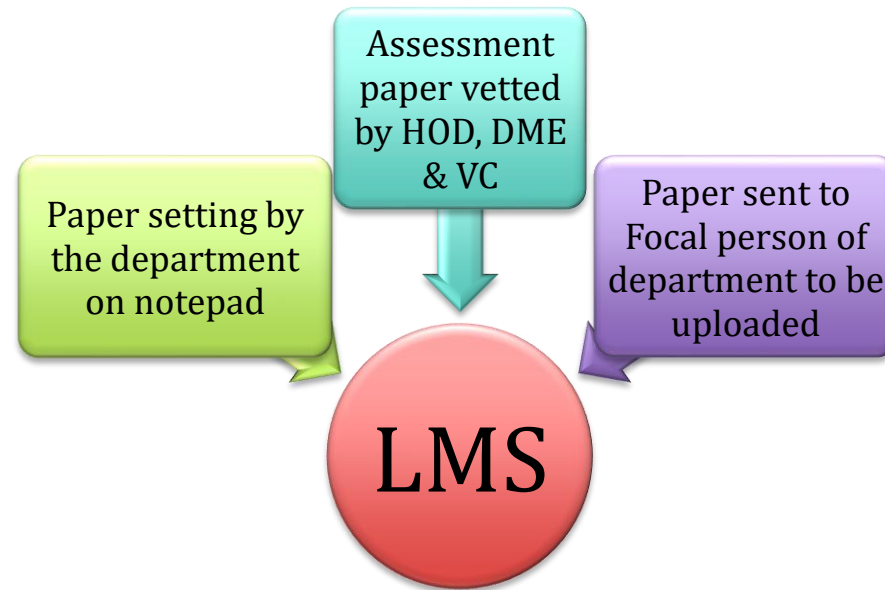 Paper setting by
the department
on notepad
Assessment
paper vetted
by HOD, DME
& VC
Paper sent to
Focal person of
department to be
uploaded
LMS